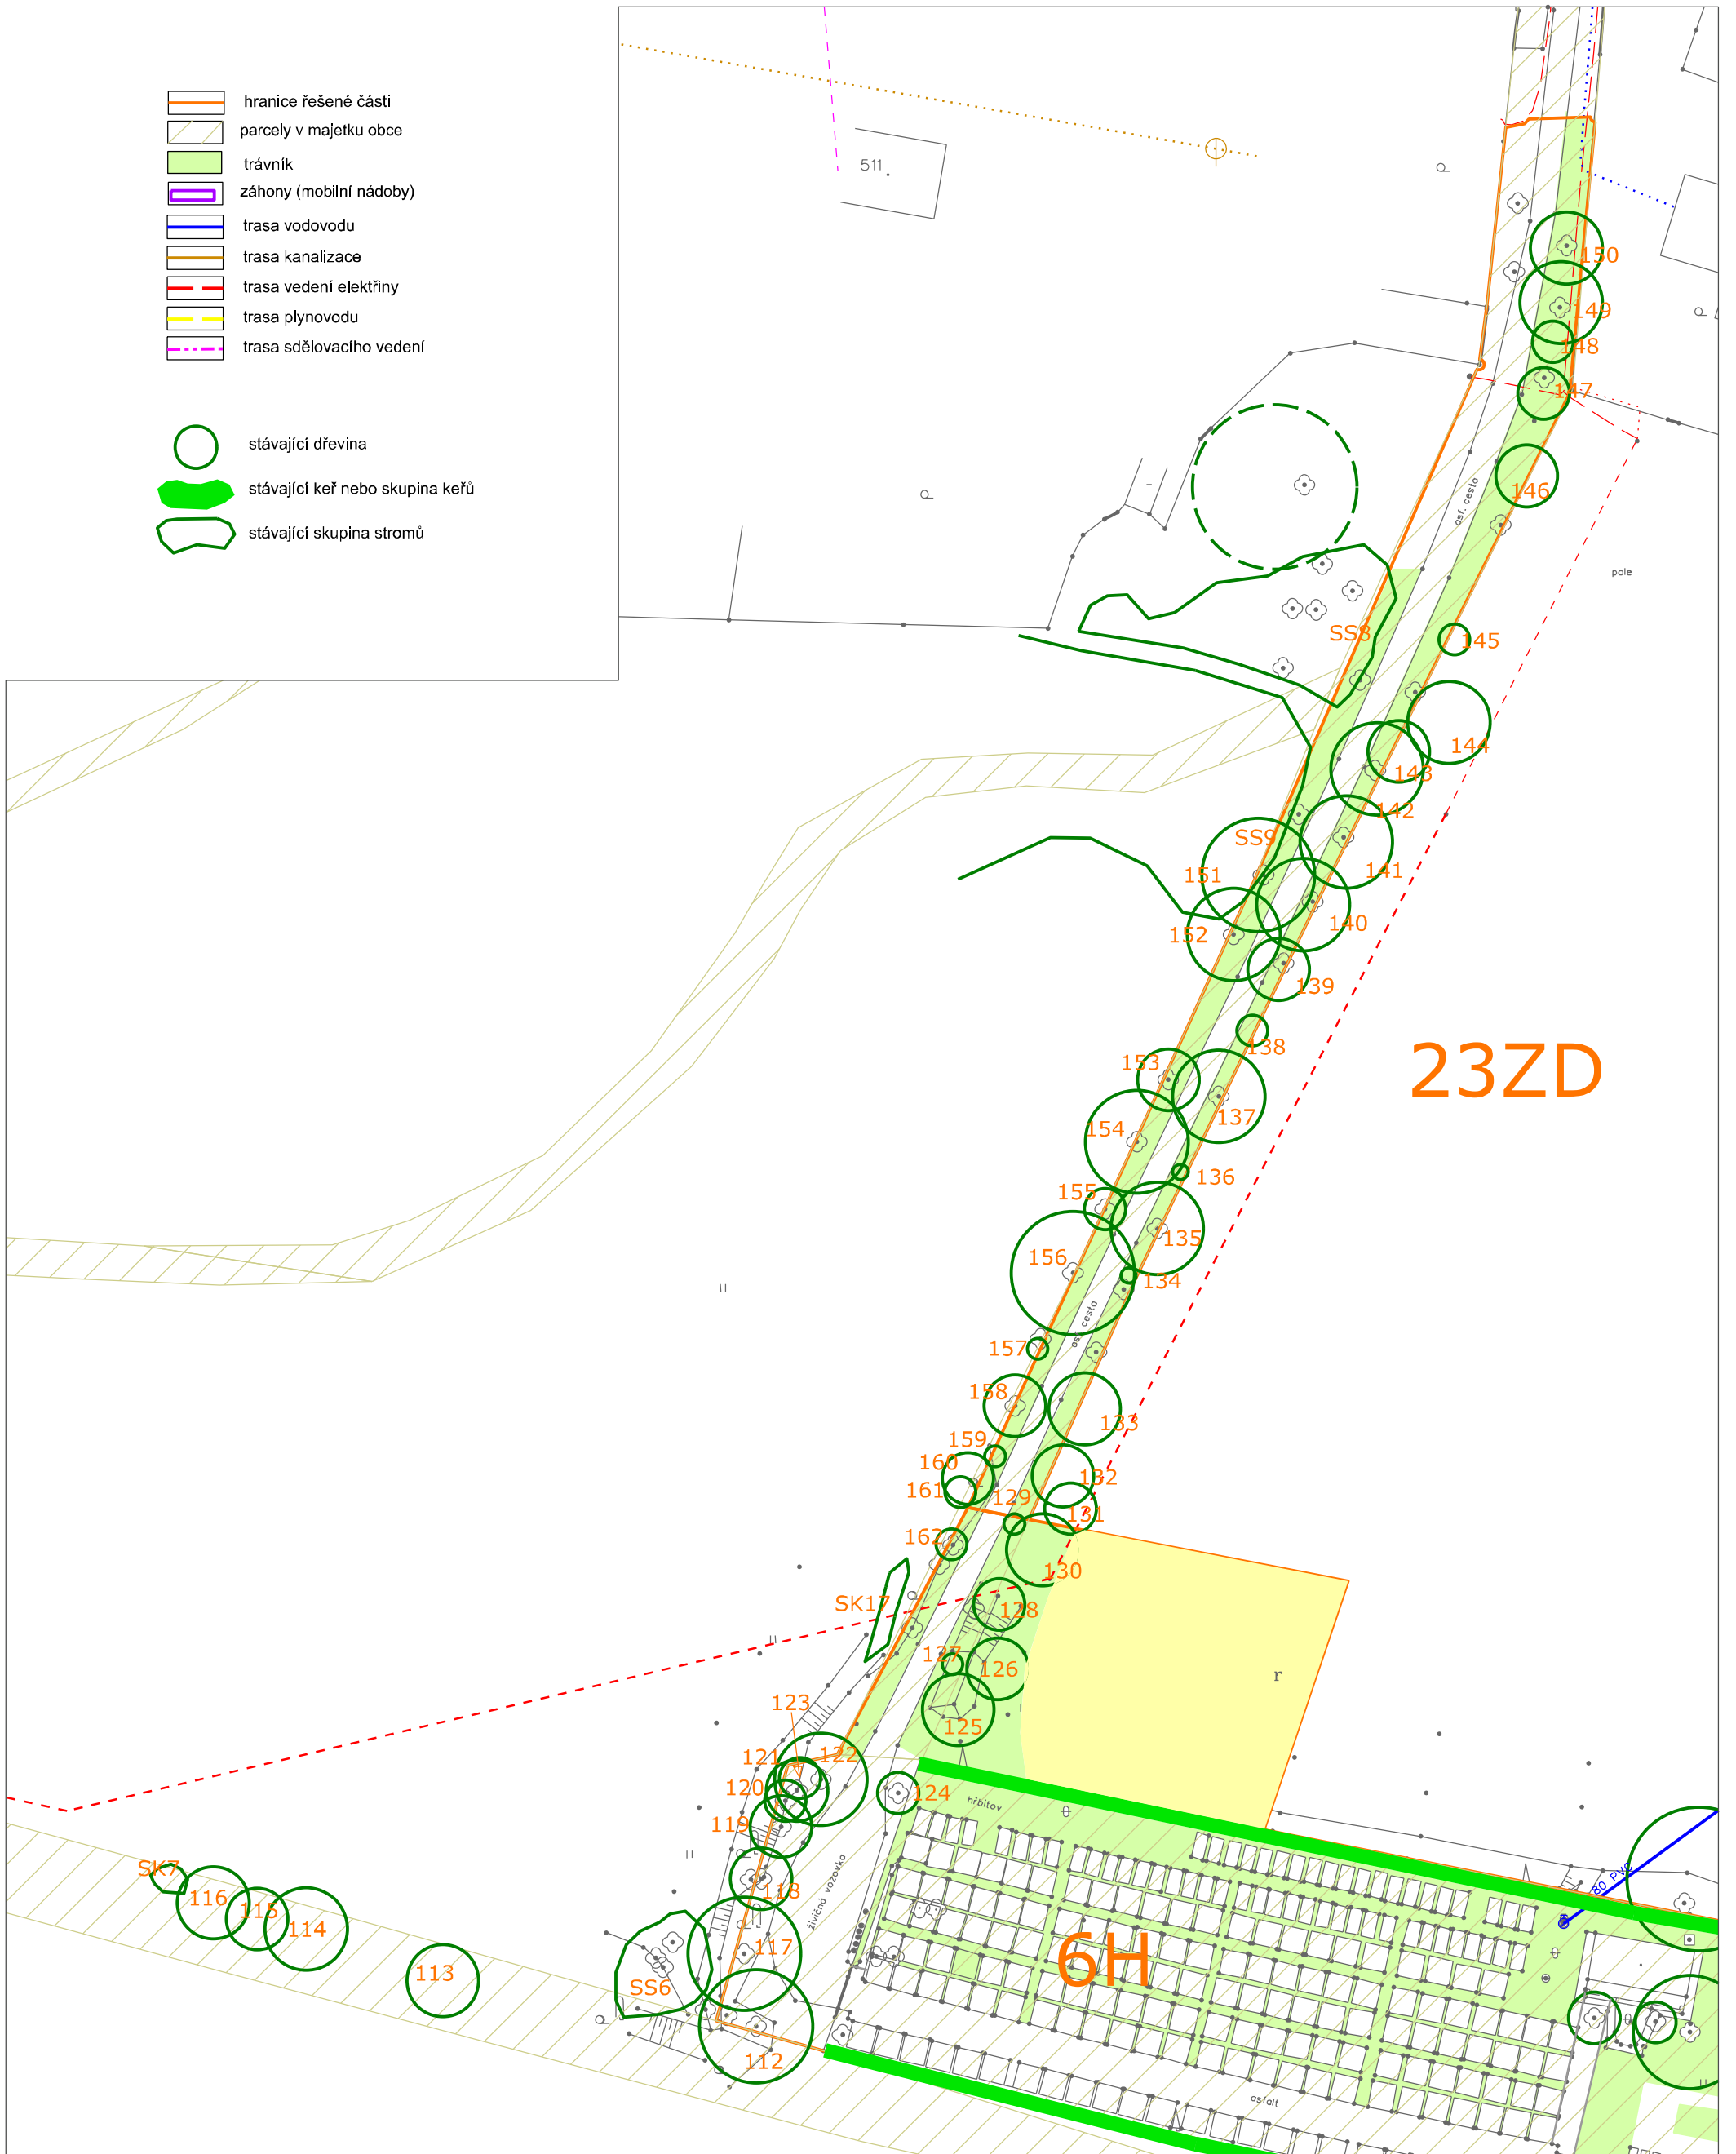 hranice řešené části
parcely v majetku obce
trávník
záhony (mobilní nádoby)
trasa vodovodu
trasa kanalizace
trasa vedení elektřiny
trasa plynovodu
trasa sdělovacího vedení
stávající dřevina
stávající keř nebo skupina keřů
stávající skupina stromů
511
150
149
148
147
146
asf. cesta
pole
SS8
145
144
143
142
SS9
141
151
140
152
139
138
153
23ZD
137
154
136
155
135
156
134
asf. cesta
157
158
133
159
160
132
161
129
131
162
130
SK17
128
127
126
r
123
125
121
122
120
124
hřbitov
119
SK7
118
80 PVC
116
115
114
živičná vozovka
117
6H
113
SS6
112
asfalt